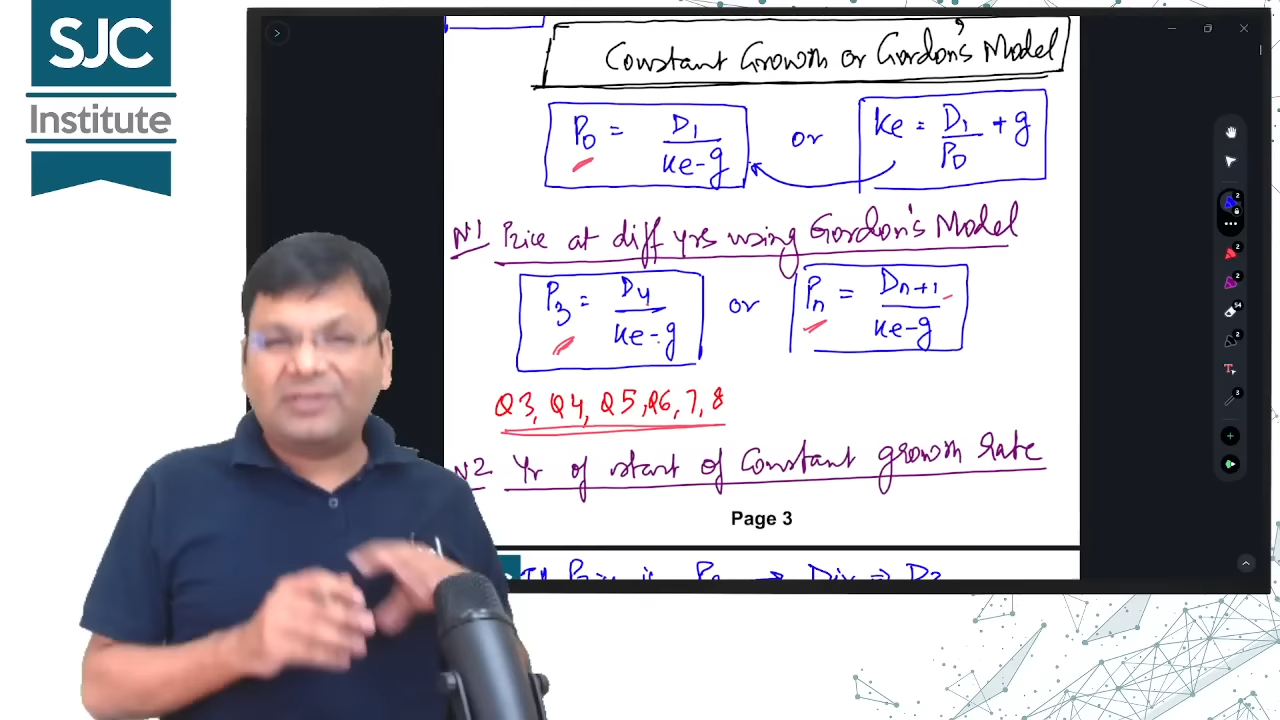 SJC
Institute
Constant Growth or Gordon's Model
P0 = D1 / Ke-g or Ke = D1 / P0 + g
N1 Price at diff yrs using Gordon's Model
P3 = D4 / Ke-g or Pn = Dn+1 / Ke-g
Q3, Q4, Q5, Q6, 7, 8
N2 Yr of start of Constant growth rate
Page 3